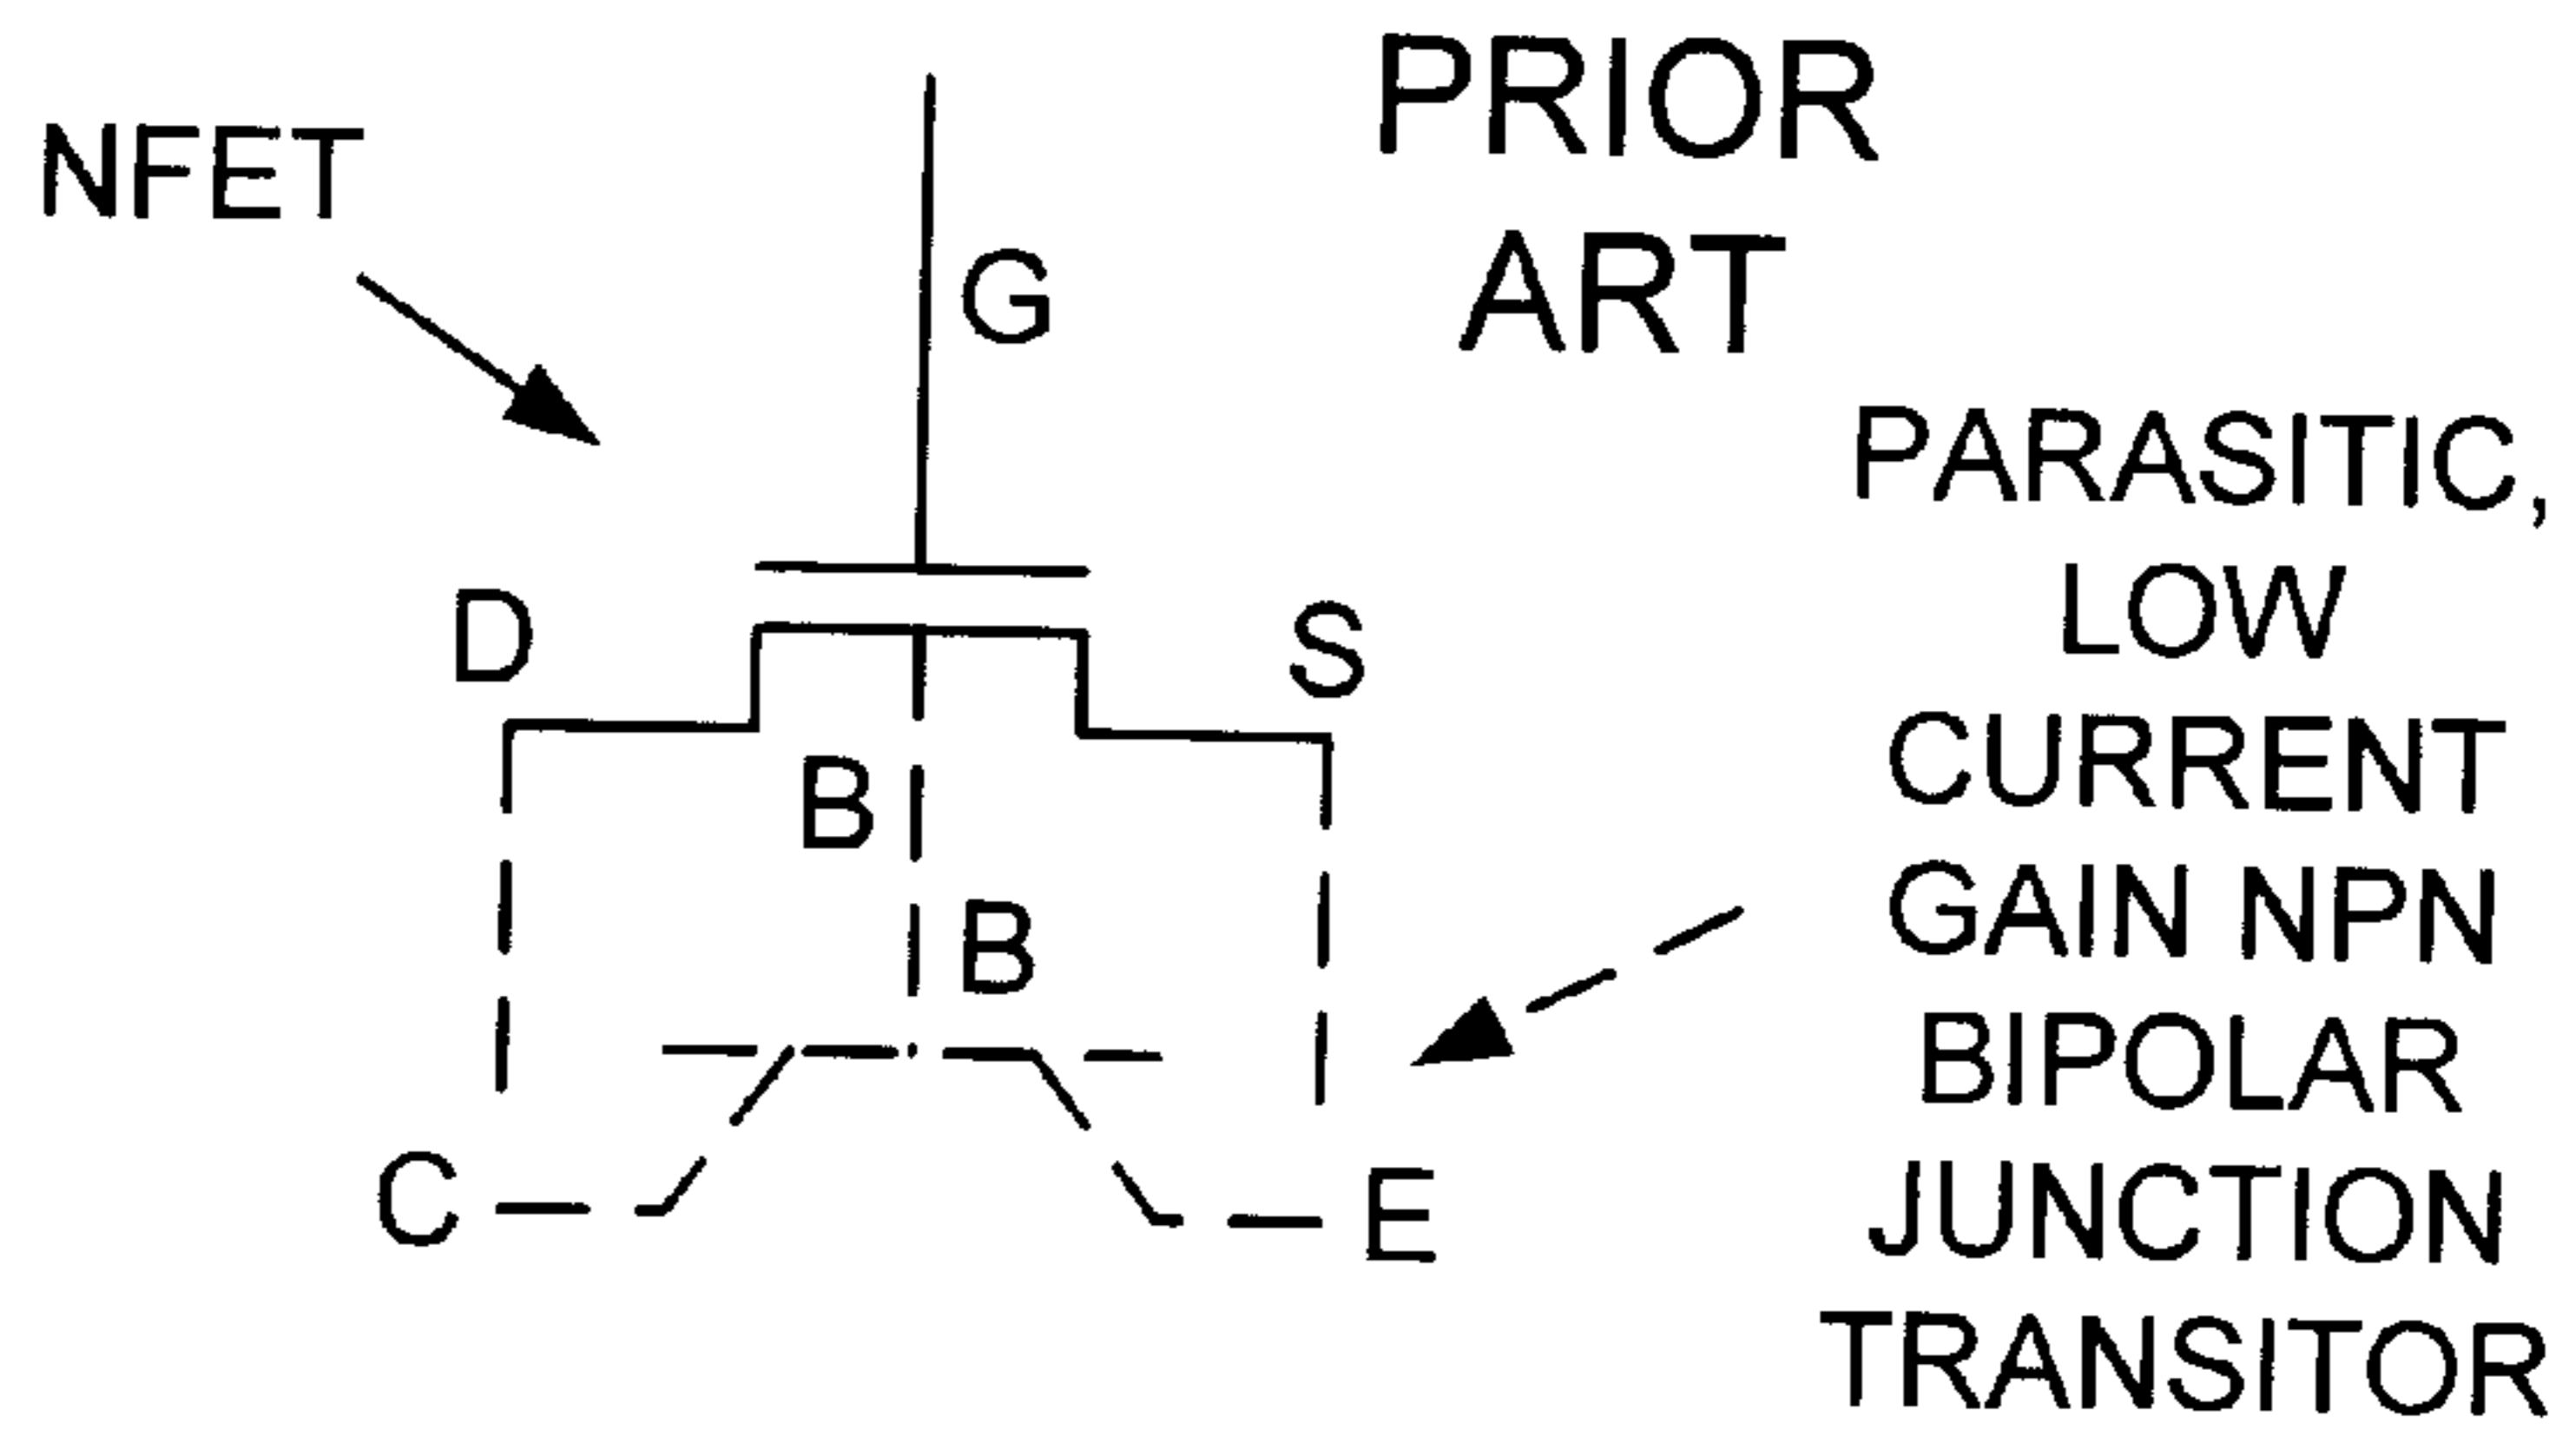 PRIOR
ART
NFET
G
D
S
B
B
C
E
PARASITIC,
LOW
CURRENT
GAIN NPN
BIPOLAR
JUNCTION
TRANSITOR